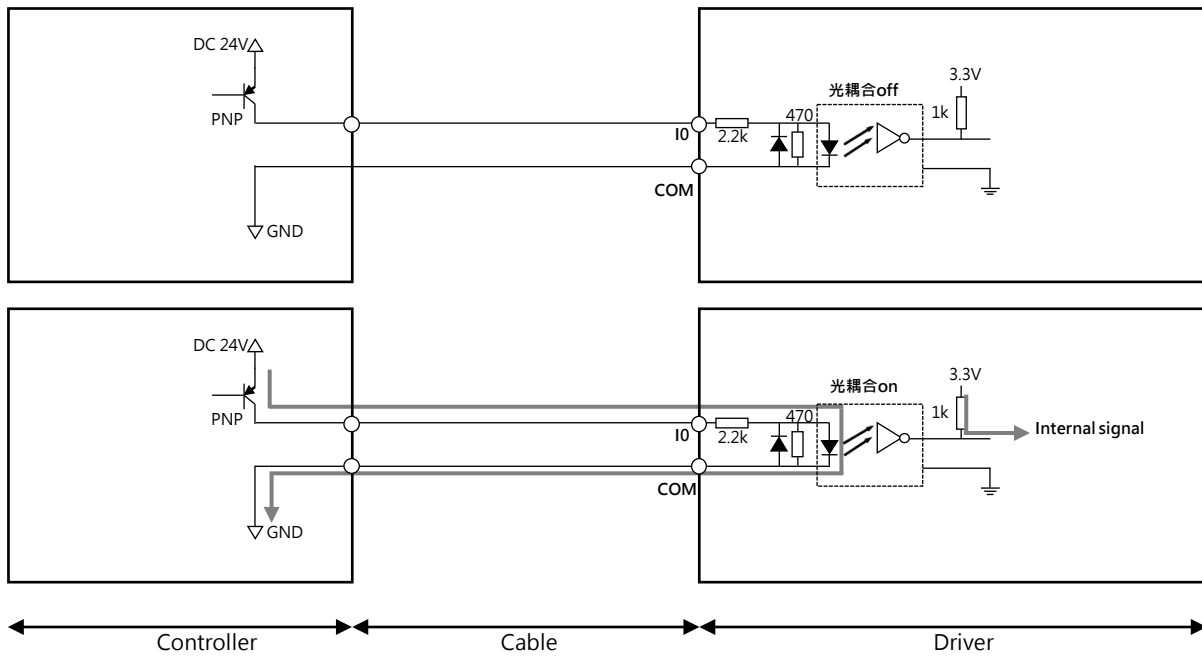 DC 24V
PNP
GND
I0
COM
2.2k
470
光耦合off
3.3V
1k
DC 24V
PNP
GND
I0
COM
2.2k
470
光耦合on
3.3V
1k
Internal signal
Controller
Cable
Driver